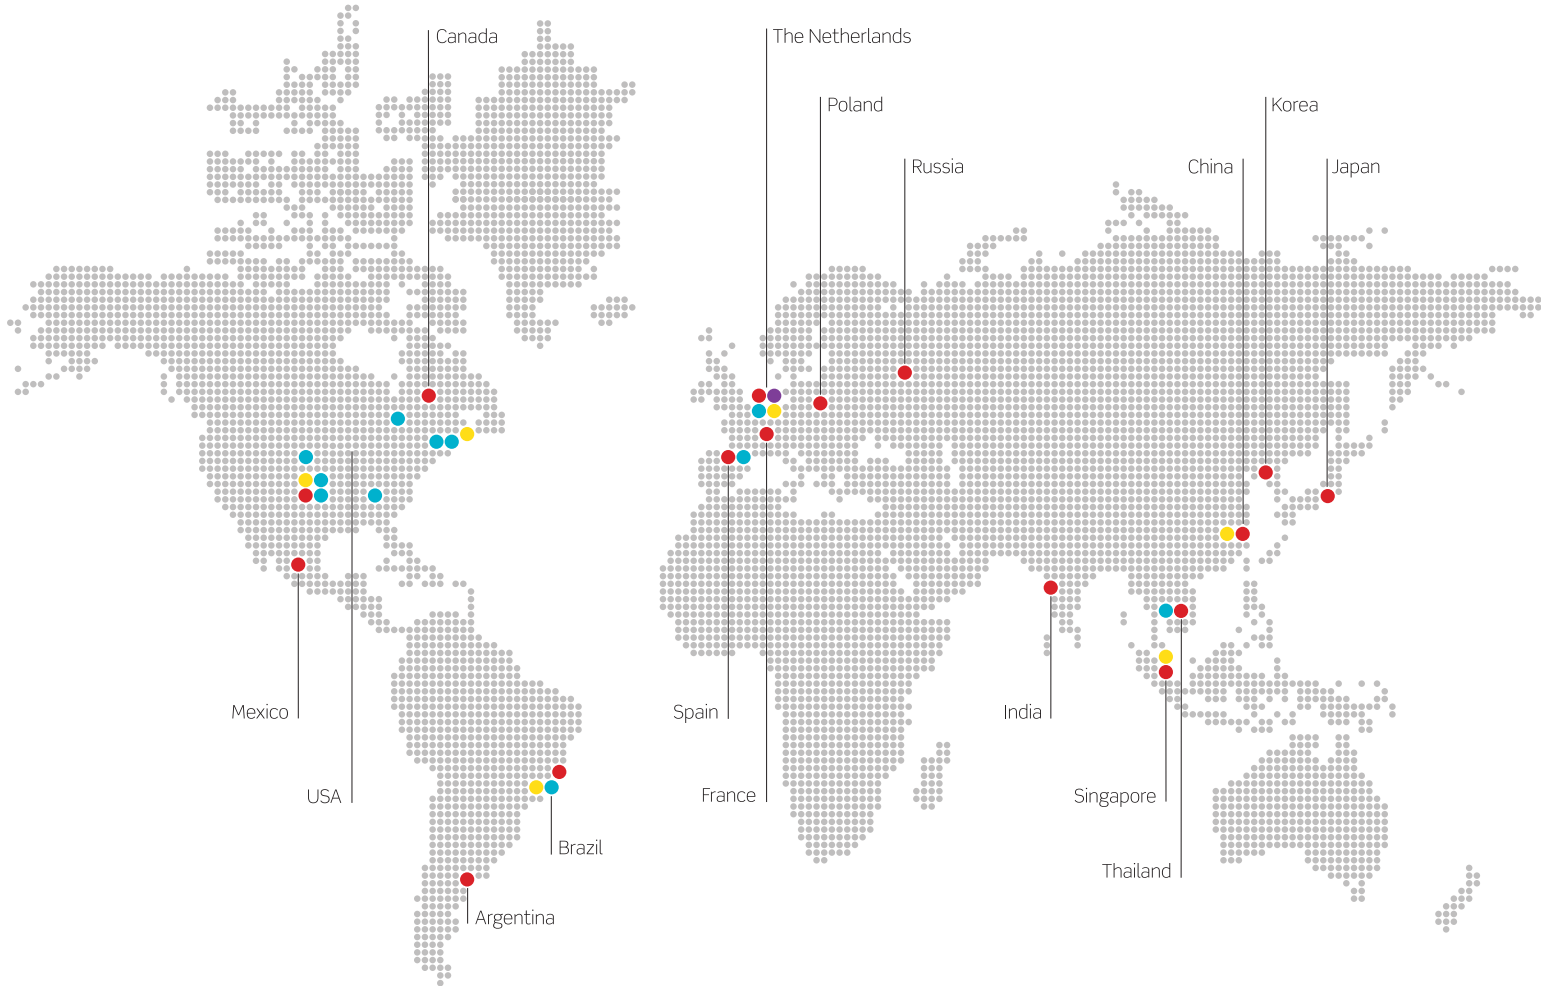 Canada
The Netherlands
Poland
Korea
Russia
China
Japan
Mexico
Spain
India
USA
France
Singapore
Brazil
Thailand
Argentina